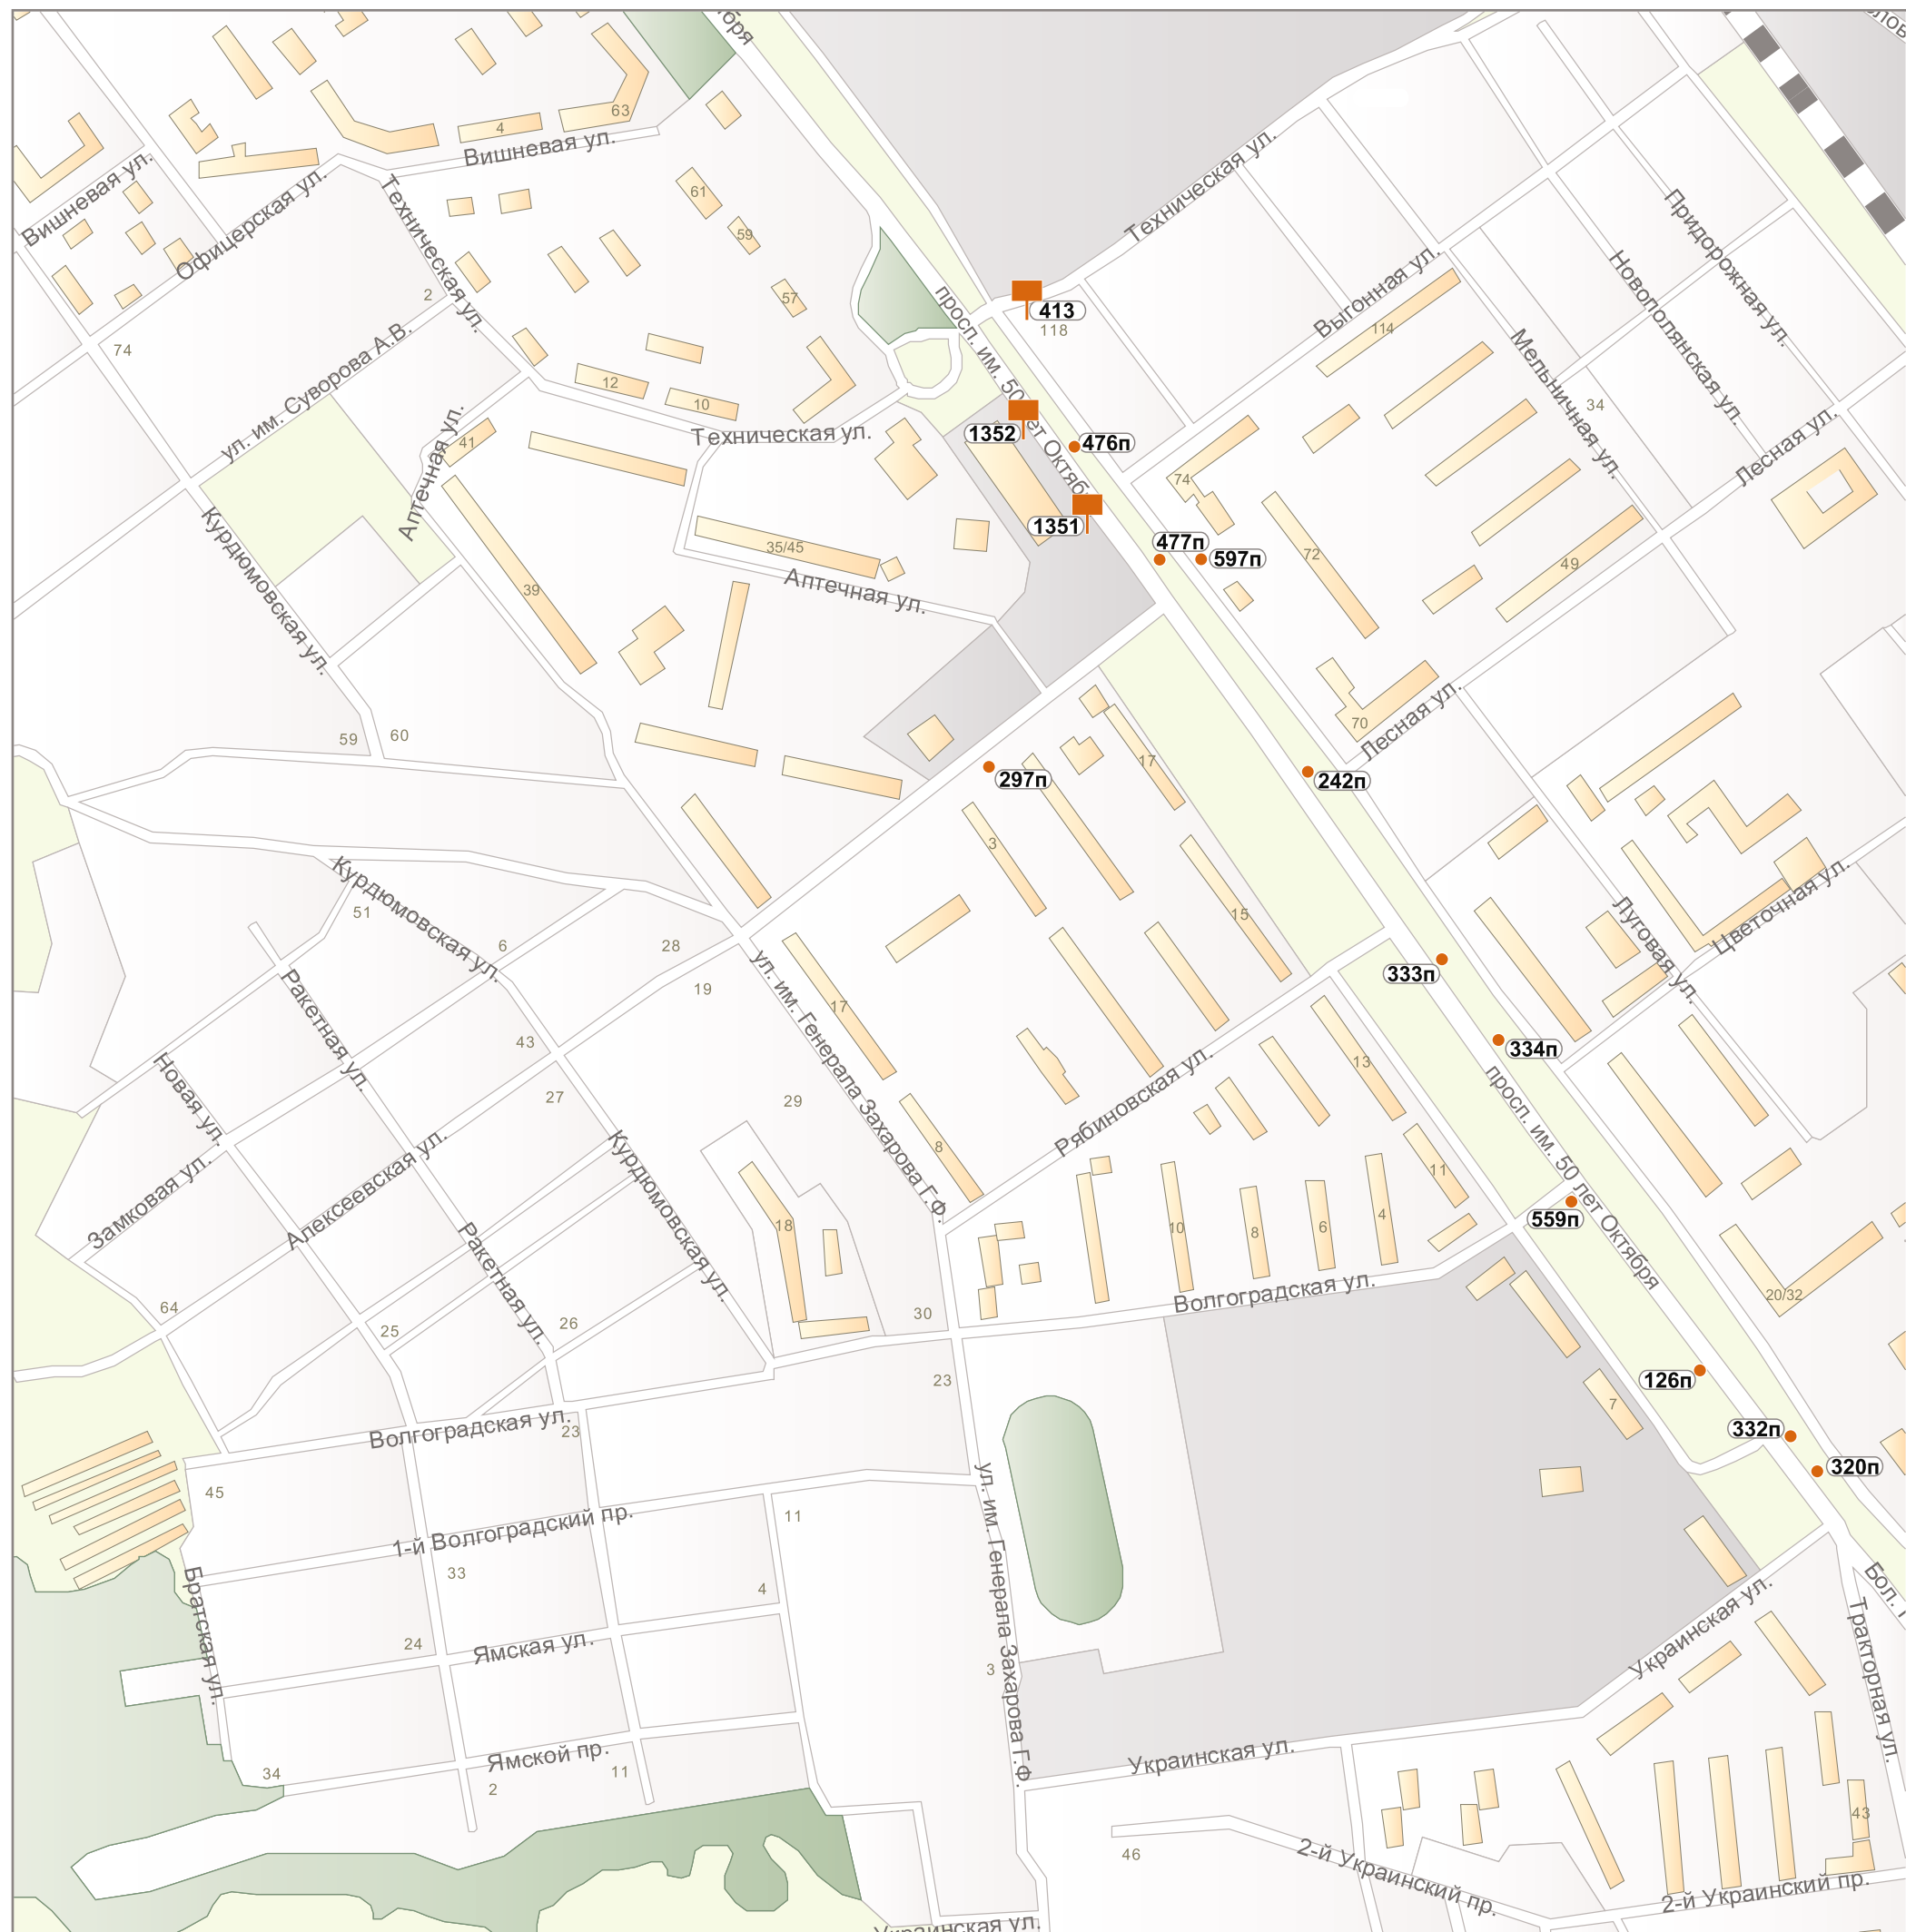 бря
63
4
Вишневая ул.
Вишневая ул.
Офицерская ул.
Техническая ул.
61
59
57
2
74
ул. им. Суворова А.В.
12
10
Техническая ул.
Аптечная ул.
41
Техническая ул.
Выгонная ул.
Придорожная ул.
Новополянская ул.
Мельничная ул.
114
34
Лесная ул.
413
118
просп. им. 50 лет Октяб
1352
476п
1351
477п
597п
74
72
49
35/45
Аптечная ул.
39
Курдюмовская ул.
59
60
70
Лесная ул.
297п
242п
17
3
15
Курдюмовская ул.
51
6
28
19
ул. им. Генерала Захарова Г.Ф.
17
333п
334п
Луговая ул.
Цветочная ул.
Ракетная ул.
43
27
29
13
Рябиновская ул.
8
11
Новая ул.
Замковая ул.
Алексеевская ул.
Курдюмовская ул.
18
10
8
6
4
просп. им. 50 лет Октября
559п
20/32
Ракетная ул.
64
25
26
30
Волгоградская ул.
23
126п
7
332п
320п
Волгоградская ул.
23
45
1-й Волгоградский пр.
11
33
4
ул. им. Генерала Захарова Г.Ф.
Братская ул.
24
Ямская ул.
3
Украинская ул.
Бол.
Тракторная ул.
34
Ямской пр.
2
11
Украинская ул.
43
46
2-й Украинский пр.
2-й Украинский пр.
Украинская ул.